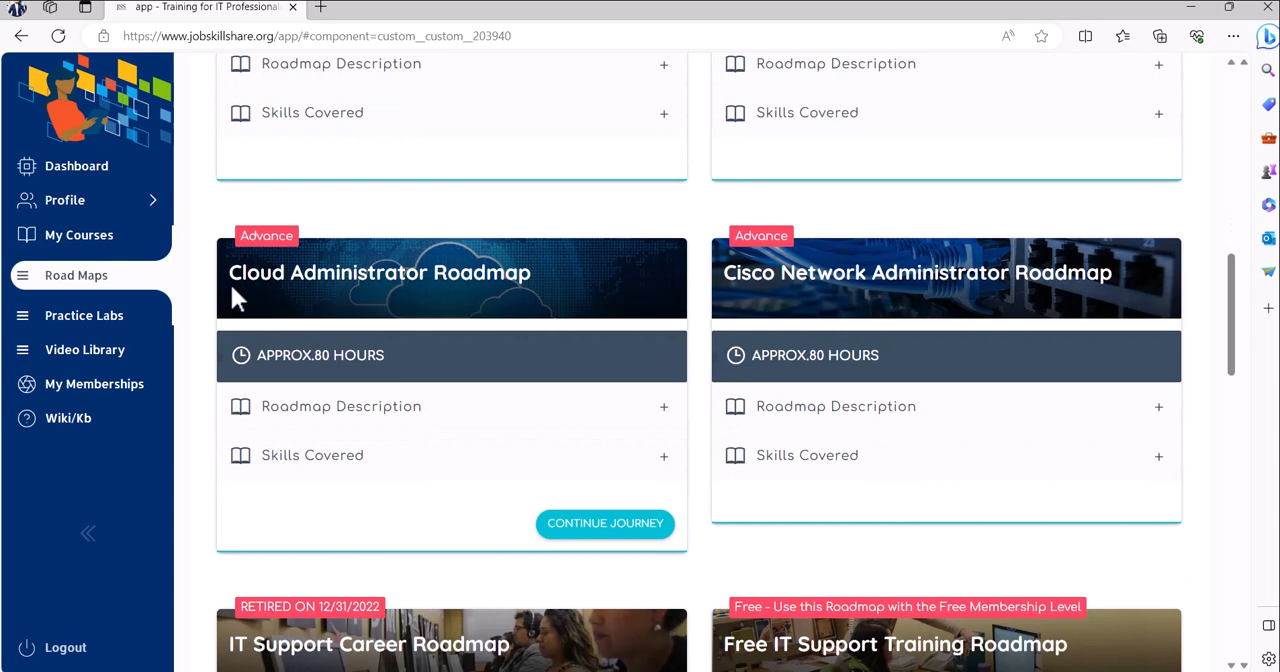 app - Training for IT Professiona
https://www.jobskillshare.org/app/#component=custom__custom__203940
Dashboard
Profile
My Courses
Road Maps
Practice Labs
Video Library
My Memberships
Wiki/Kb
Logout
Roadmap Description +
Skills Covered +
Roadmap Description +
Skills Covered +
Advance
Cloud Administrator Roadmap
APPROX.80 HOURS
Roadmap Description +
Skills Covered +
CONTINUE JOURNEY
Advance
Cisco Network Administrator Roadmap
APPROX.80 HOURS
Roadmap Description +
Skills Covered +
RETIRED ON 12/31/2022
IT Support Career Roadmap
Free - Use this Roadmap with the Free Membership Level
Free IT Support Training Roadmap